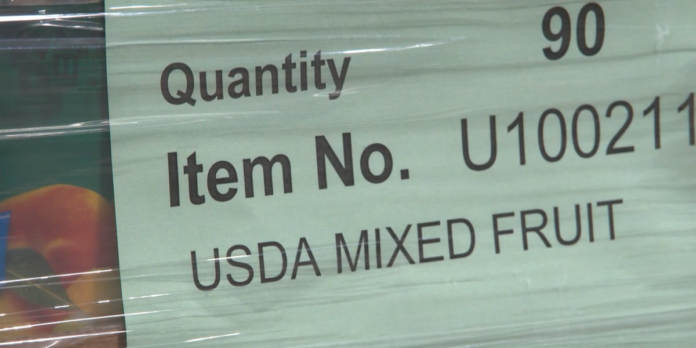 Quantity 90
Item No. U100211
USDA MIXED FRUIT